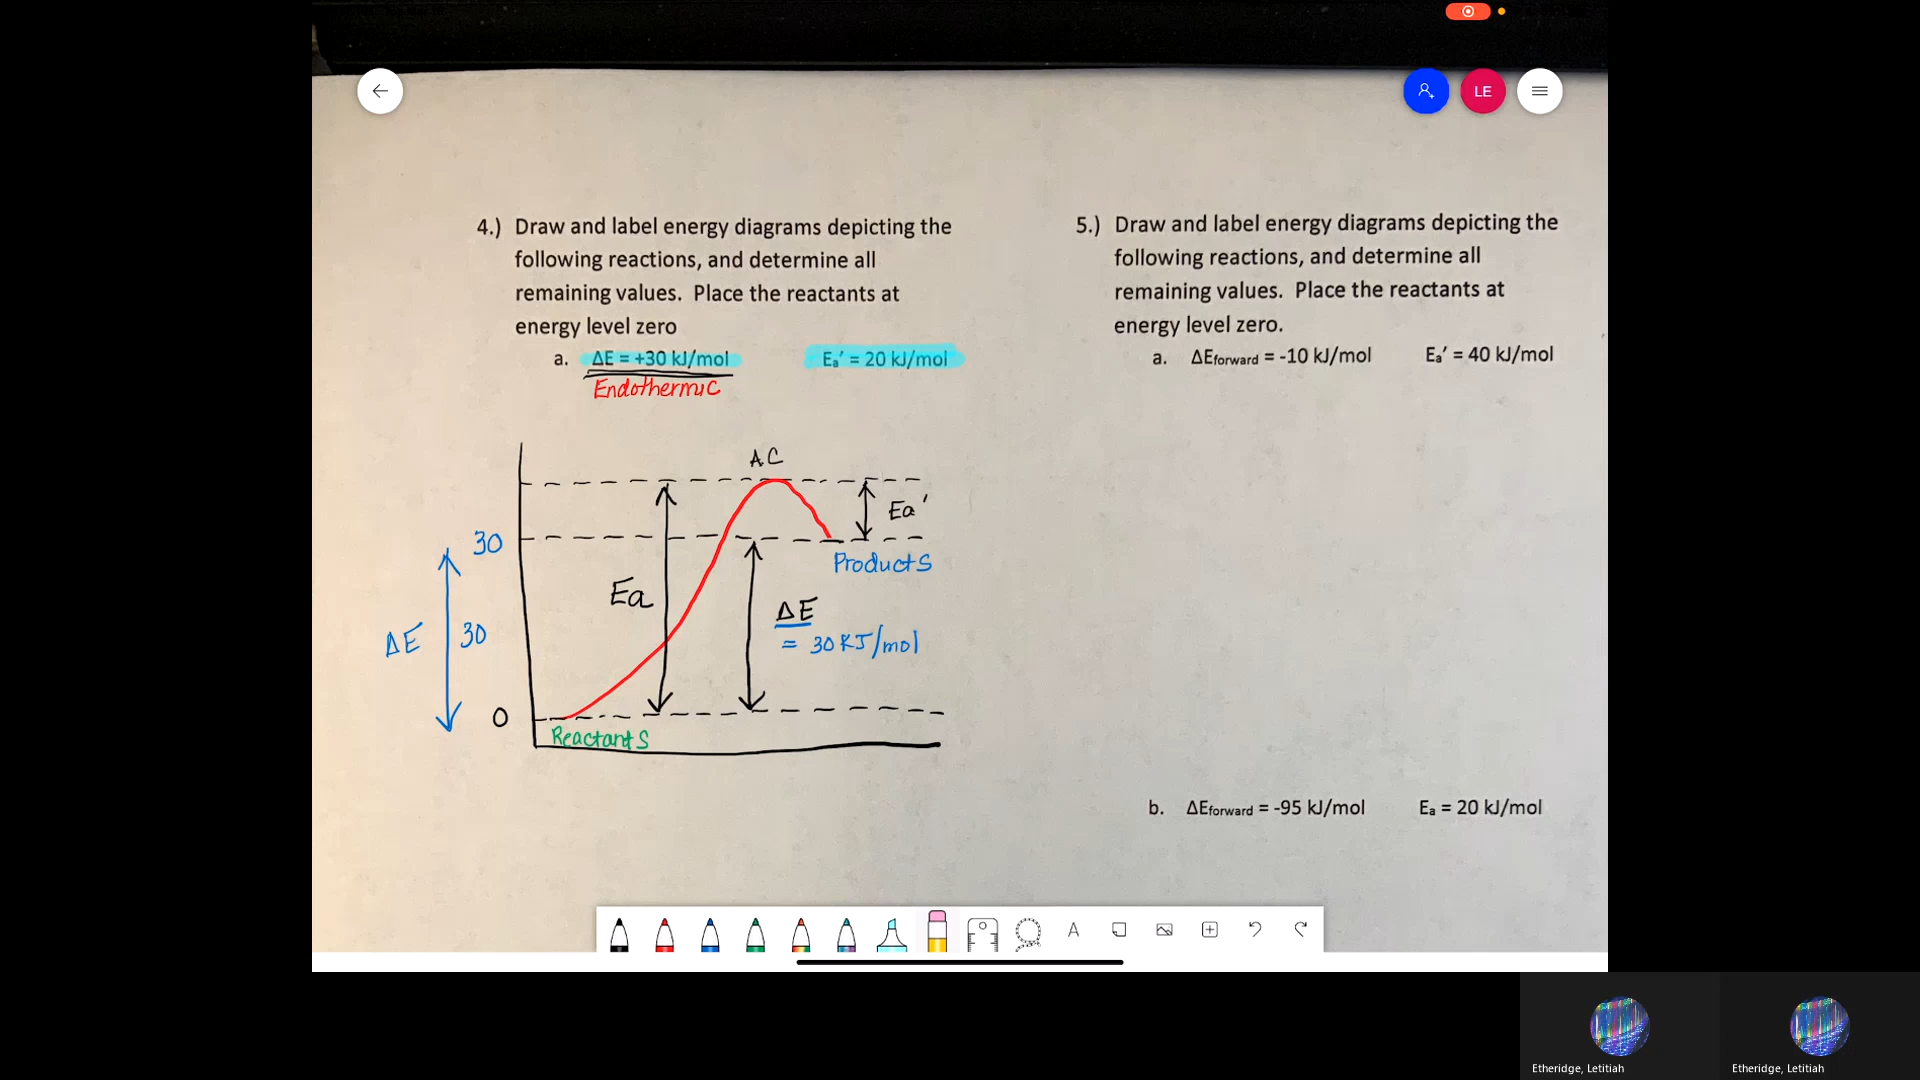 LE
4.) Draw and label energy diagrams depicting the
following reactions, and determine all
remaining values. Place the reactants at
energy level zero
a. ΔE = +30 kJ/mol Eₐ′ = 20 kJ/mol
Endothermic
AC
Ea'
30
Products
Ea
ΔE
= 30KJ/mol
ΔE
30
0
Reactants
5.) Draw and label energy diagrams depicting the
following reactions, and determine all
remaining values. Place the reactants at
energy level zero.
a. ΔEforward = -10 kJ/mol Eₐ′ = 40 kJ/mol
b. ΔEforward = -95 kJ/mol Eₐ = 20 kJ/mol
A
Etheridge, Letitiah
Etheridge, Letitiah